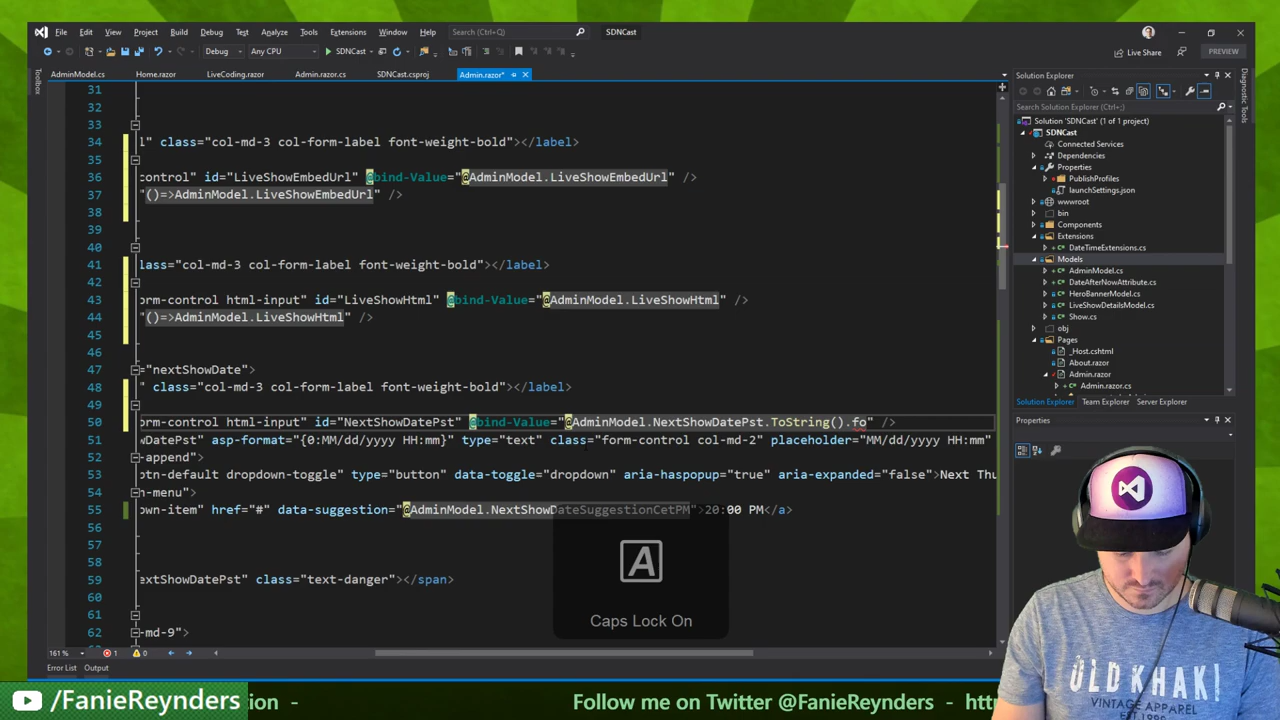 File Edit View Project Build Debug Test Analyze Tools Extensions Window Help Search (Ctrl+Q) SDNCast
Debug Any CPU SDNCast Live Share PREVIEW
AdminModel.cs Home.razor LiveCoding.razor Admin.razor.cs SDNCast.csproj Admin.razor*
Toolbox
31
32
33
34 l" class="col-md-3 col-form-label font-weight-bold"></label>
35
36 control" id="LiveShowEmbedUrl" @bind-Value="@AdminModel.LiveShowEmbedUrl" />
37 "()=>AdminModel.LiveShowEmbedUrl" />
38
39
40
41 lass="col-md-3 col-form-label font-weight-bold"></label>
42
43 orm-control html-input" id="LiveShowHtml" @bind-Value="@AdminModel.LiveShowHtml" />
44 "()=>AdminModel.LiveShowHtml" />
45
46
47 ="nextShowDate">
48 " class="col-md-3 col-form-label font-weight-bold"></label>
49
50 orm-control html-input" id="NextShowDatePst" @bind-Value="@AdminModel.NextShowDatePst.ToString().fo" />
51 wDatePst" asp-format="{0:MM/dd/yyyy HH:mm}" type="text" class="form-control col-md-2" placeholder="MM/dd/yyyy HH:mm"
52 -append">
53 ptn-default dropdown-toggle" type="button" data-toggle="dropdown" aria-haspopup="true" aria-expanded="false">Next Thu
54 n-menu">
55 own-item" href="#" data-suggestion="@AdminModel.NextShowDateSuggestionCetPM">20:00 PM</a>
56
57
58
59 extShowDatePst" class="text-danger"></span>
60
61
62 -md-9">
A
Caps Lock On
161 % 1 0
Error List Output
Solution Explorer
Search Solution Explorer (Ctrl+;)
Solution 'SDNCast' (1 of 1 project)
SDNCast
Connected Services
Dependencies
Properties
PublishProfiles
launchSettings.json
wwwroot
bin
Components
Extensions
DateTimeExtensions.cs
Models
AdminModel.cs
DateAfterNowAttribute.cs
HeroBannerModel.cs
LiveShowDetailsModel.cs
Show.cs
obj
Pages
_Host.cshtml
About.razor
Admin.razor
Admin.razor.cs
Solution Explorer Team Explorer Server Explorer
Properties
Diagnostic Tools
OLD KHAKI
VINTAGE APPAREL
/FanieReynders
tion - Follow me on Twitter @FanieReynders - htt